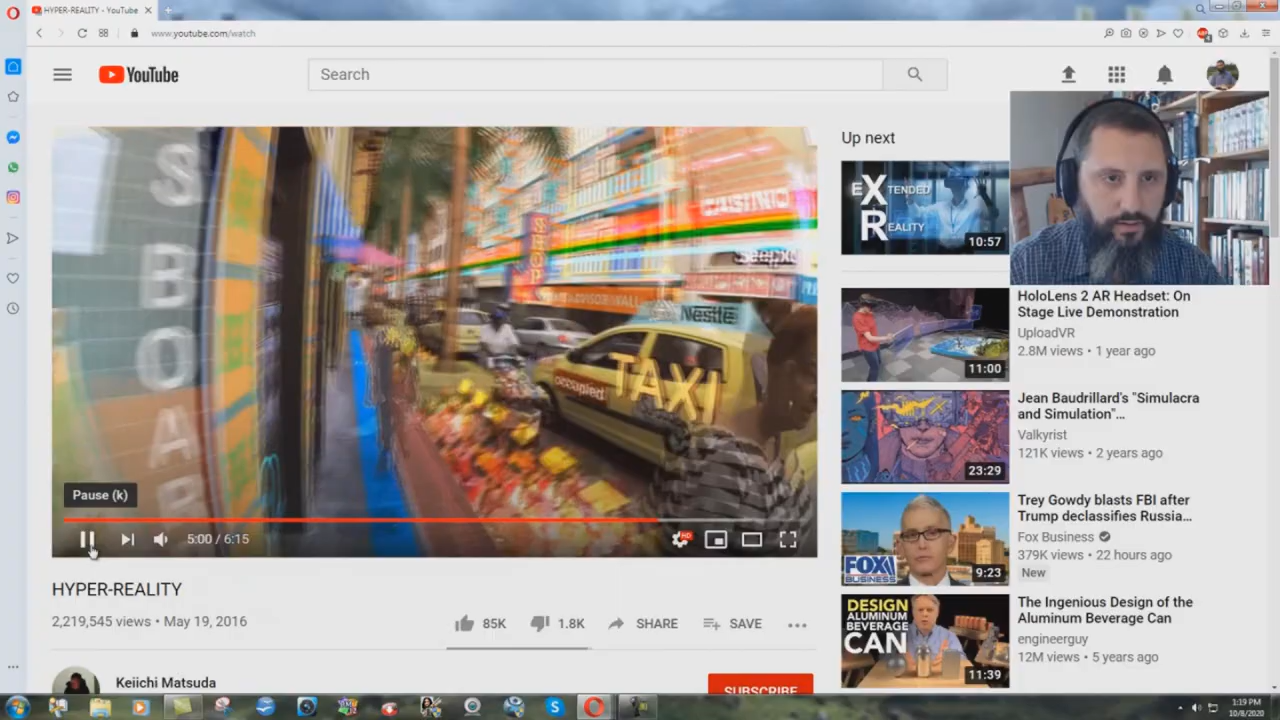 HYPER-REALITY - YouTube
www.youtube.com/watch
YouTube
Search
SBOAR
SHOP
CASINO
Nestle
occupied
TAXI
Pause (k)
5:00 / 6:15
HD
HYPER-REALITY
2,219,545 views • May 19, 2016
85K
1.8K
SHARE
SAVE
Keiichi Matsuda
SUBSCRIBE
Up next
EXTENDED
REALITY
10:57
HoloLens 2 AR Headset: On
Stage Live Demonstration
UploadVR
2.8M views • 1 year ago
11:00
Jean Baudrillard's "Simulacra
and Simulation"...
Valkyrist
121K views • 2 years ago
23:29
Trey Gowdy blasts FBI after
Trump declassifies Russia...
Fox Business
379K views • 22 hours ago
New
FOX
BUSINESS
9:23
The Ingenious Design of the
Aluminum Beverage Can
engineerguy
12M views • 5 years ago
DESIGN
ALUMINUM
BEVERAGE
CAN
11:39
1:19 PM
10/8/2020